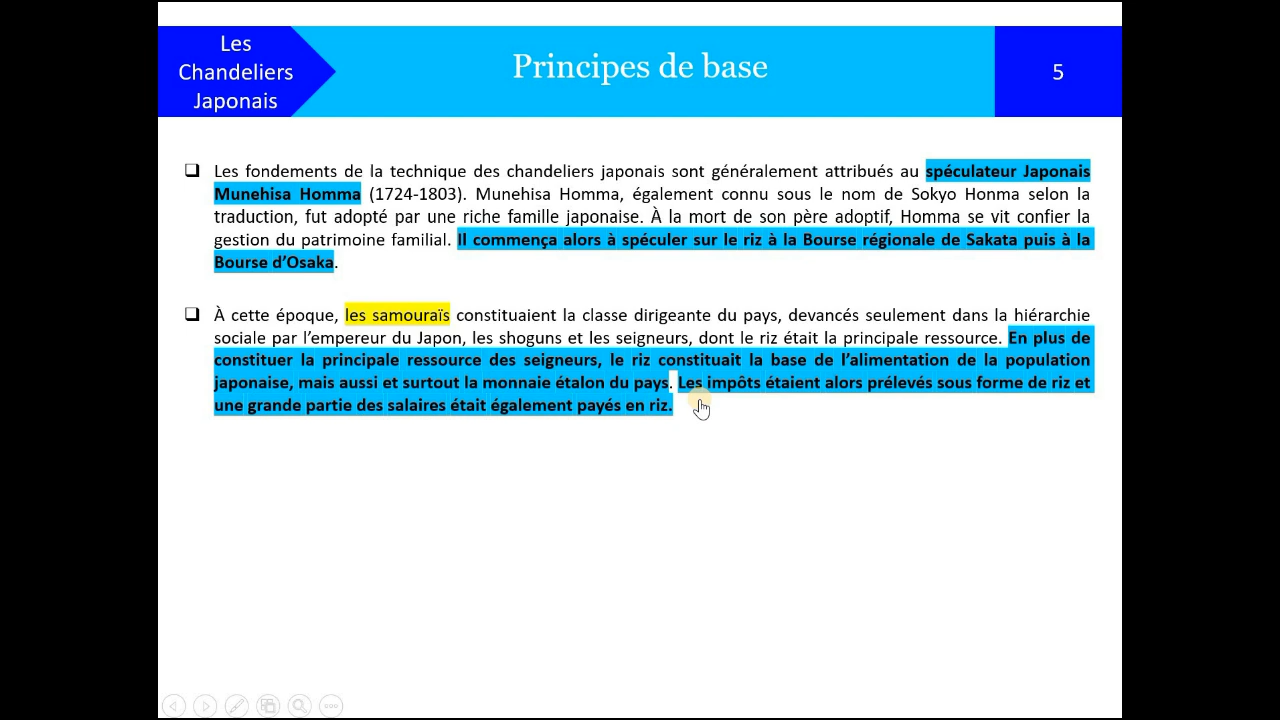 Les
Chandeliers
Japonais
Principes de base
5
❑ Les fondements de la technique des chandeliers japonais sont généralement attribués au spéculateur Japonais
Munehisa Homma (1724-1803). Munehisa Homma, également connu sous le nom de Sokyo Honma selon la
traduction, fut adopté par une riche famille japonaise. À la mort de son père adoptif, Homma se vit confier la
gestion du patrimoine familial. Il commença alors à spéculer sur le riz à la Bourse régionale de Sakata puis à la
Bourse d’Osaka.
❑ À cette époque, les samouraïs constituaient la classe dirigeante du pays, devancés seulement dans la hiérarchie
sociale par l’empereur du Japon, les shoguns et les seigneurs, dont le riz était la principale ressource. En plus de
constituer la principale ressource des seigneurs, le riz constituait la base de l’alimentation de la population
japonaise, mais aussi et surtout la monnaie étalon du pays. Les impôts étaient alors prélevés sous forme de riz et
une grande partie des salaires était également payés en riz.